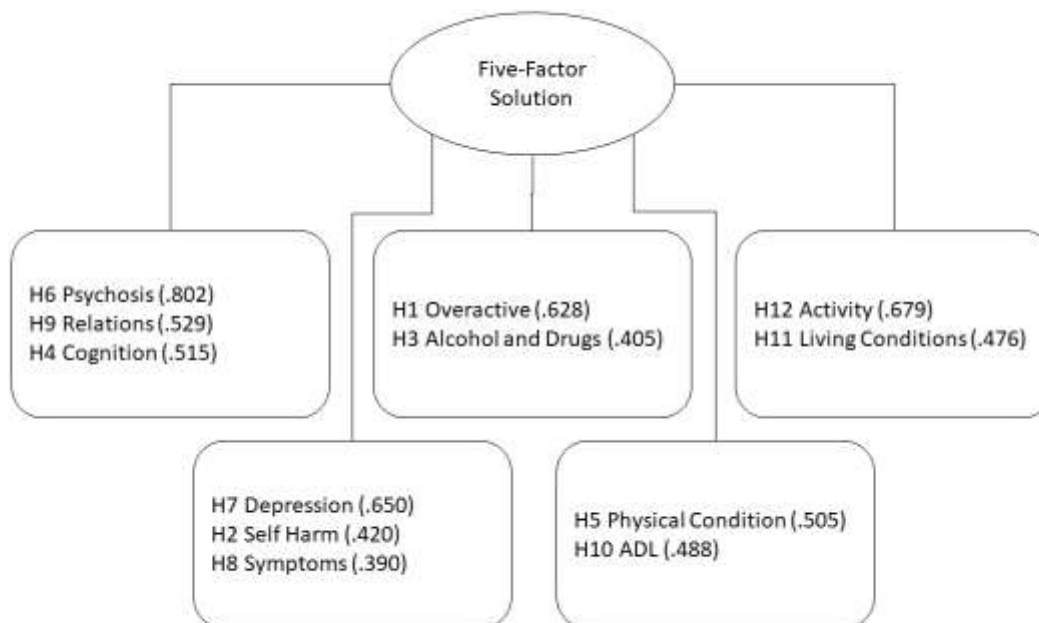 Five-Factor
Solution
H6 Psychosis (.802)
H9 Relations (.529)
H4 Cognition (.515)
H1 Overactive (.628)
H3 Alcohol and Drugs (.405)
H12 Activity (.679)
H11 Living Conditions (.476)
H7 Depression (.650)
H2 Self Harm (.420)
H8 Symptoms (.390)
H5 Physical Condition (.505)
H10 ADL (.488)